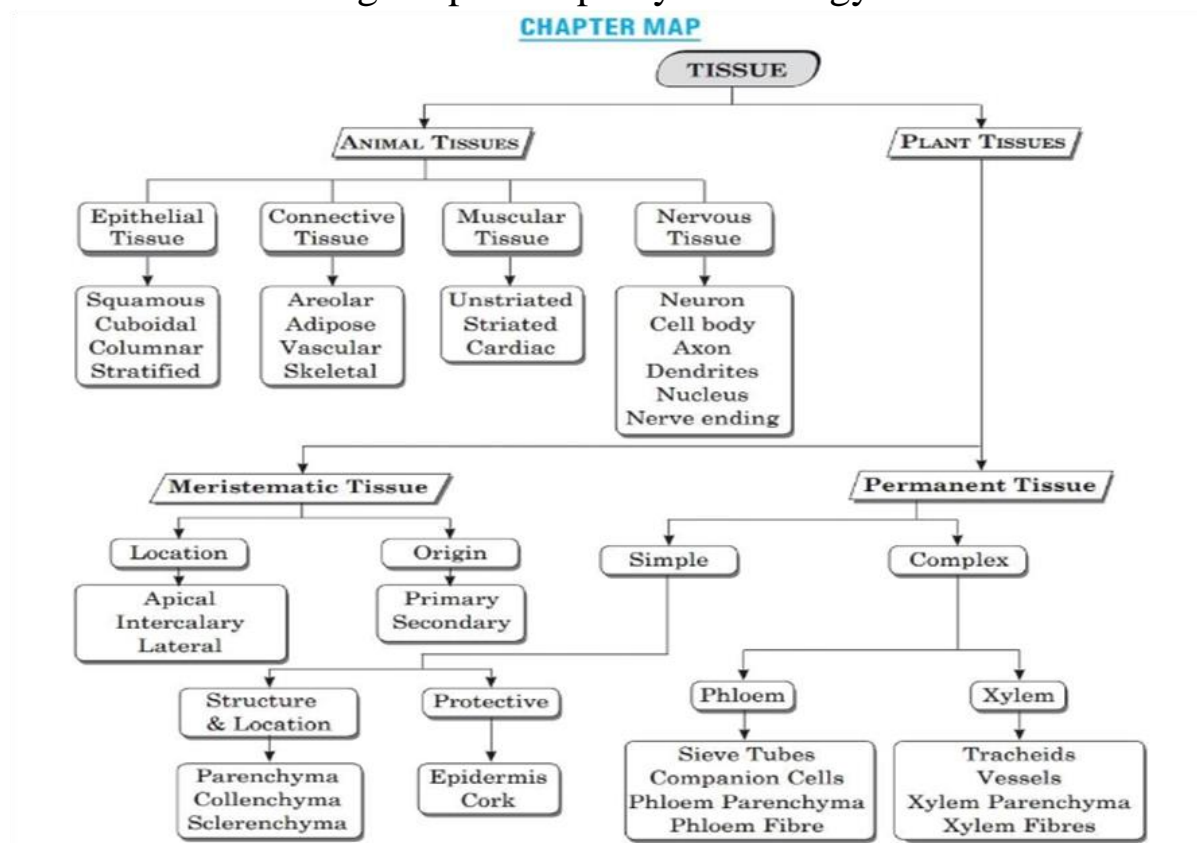 CHAPTER MAP
TISSUE
ANIMAL TISSUES
PLANT TISSUES
Epithelial
Tissue
Connective
Tissue
Muscular
Tissue
Nervous
Tissue
Squamous
Cuboidal
Columnar
Stratified
Areolar
Adipose
Vascular
Skeletal
Unstriated
Striated
Cardiac
Neuron
Cell body
Axon
Dendrites
Nucleus
Nerve ending
Meristematic Tissue
Permanent Tissue
Location
Origin
Simple
Complex
Apical
Intercalary
Lateral
Primary
Secondary
Structure
& Location
Protective
Phloem
Xylem
Parenchyma
Collenchyma
Sclerenchyma
Epidermis
Cork
Sieve Tubes
Companion Cells
Phloem Parenchyma
Phloem Fibre
Tracheids
Vessels
Xylem Parenchyma
Xylem Fibres